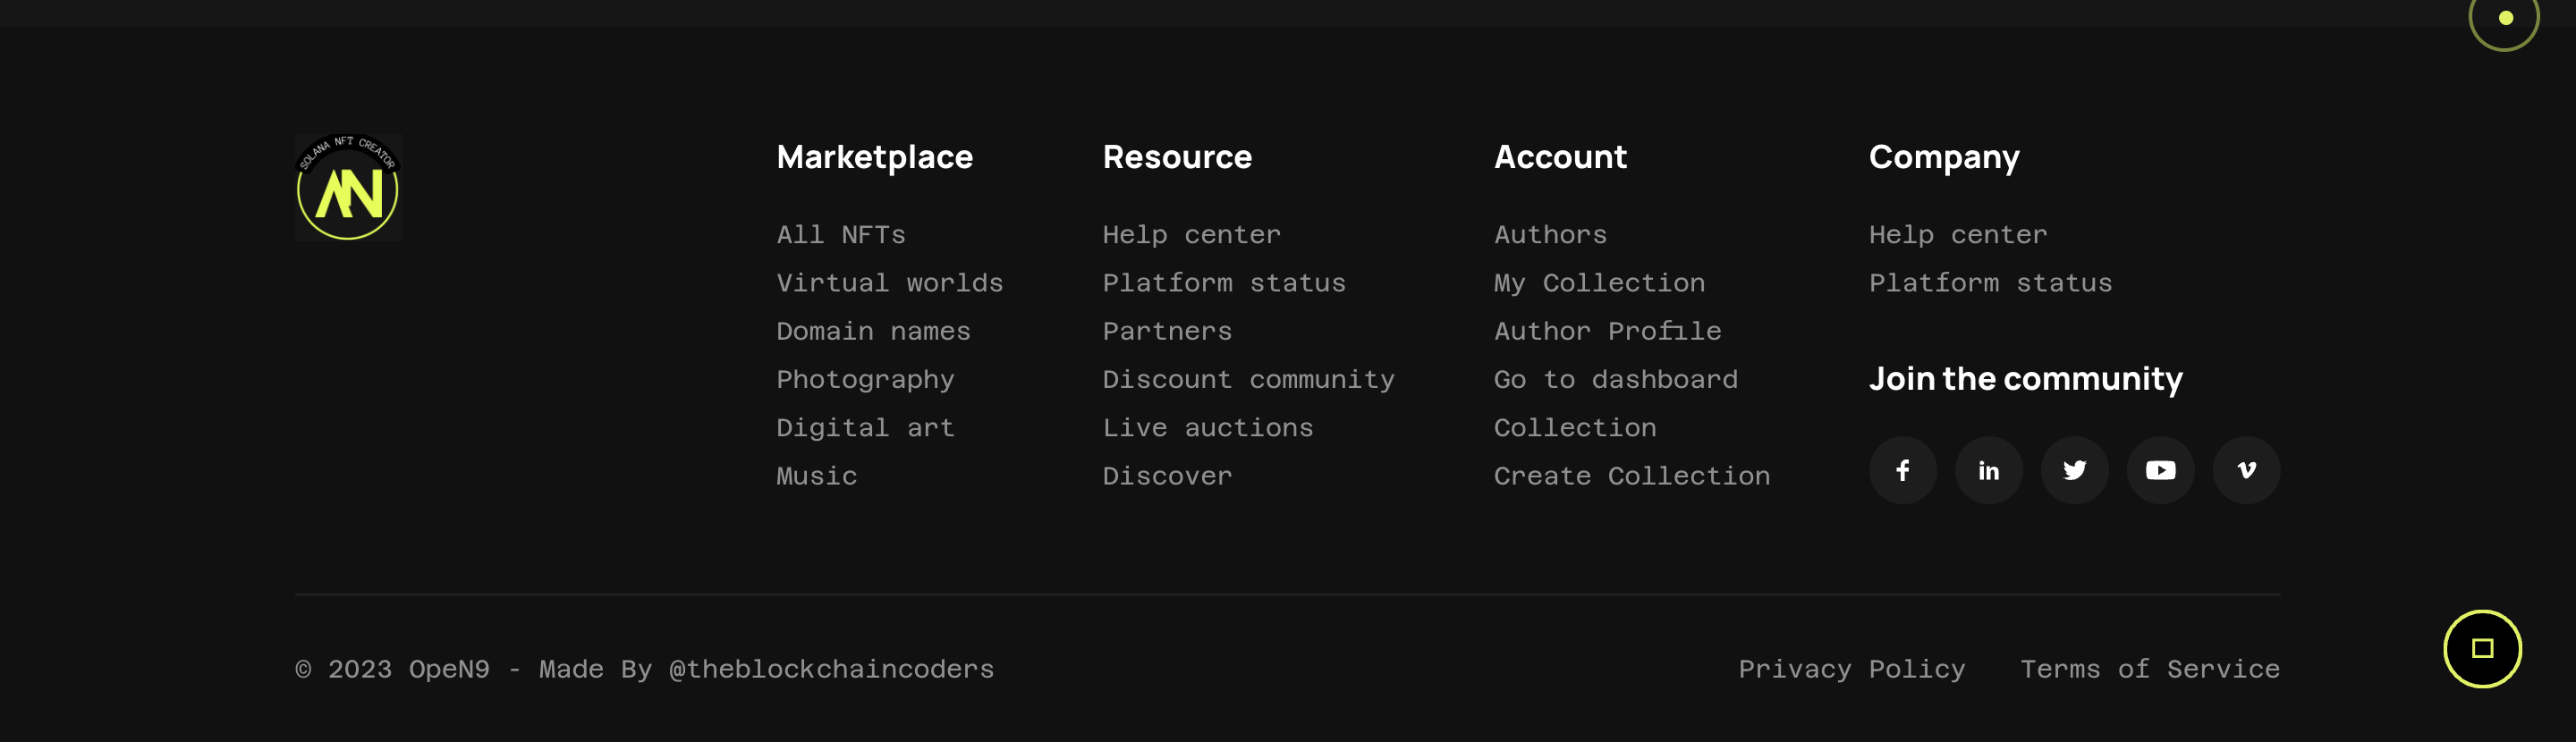 SOLANA NFT CREATOR
Marketplace
All NFTs
Virtual worlds
Domain names
Photography
Digital art
Music
Resource
Help center
Platform status
Partners
Discount community
Live auctions
Discover
Account
Authors
My Collection
Author Profile
Go to dashboard
Collection
Create Collection
Company
Help center
Platform status
Join the community
© 2023 OpeN9 - Made By @theblockchaincoders
Privacy Policy
Terms of Service